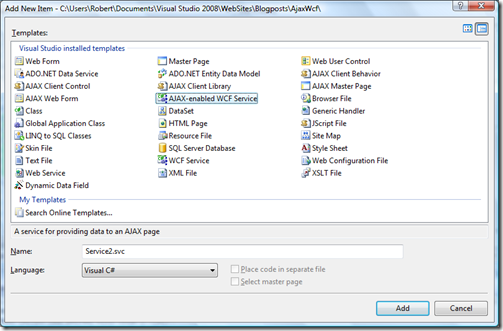 Add New Item - C:\Users\Robert\Documents\Visual Studio 2008\WebSites\Blogposts\AjaxWcf\
Templates:
Visual Studio installed templates
Web Form Master Page Web User Control
ADO.NET Data Service ADO.NET Entity Data Model AJAX Client Behavior
AJAX Client Control AJAX Client Library AJAX Master Page
AJAX Web Form AJAX-enabled WCF Service Browser File
Class DataSet Generic Handler
Global Application Class HTML Page JScript File
LINQ to SQL Classes Resource File Site Map
Skin File SQL Server Database Style Sheet
Text File WCF Service Web Configuration File
Web Service XML File XSLT File
Dynamic Data Field
My Templates
Search Online Templates...
A service for providing data to an AJAX page
Name: Service2.svc
Language: Visual C# Place code in separate file
Select master page
Add Cancel